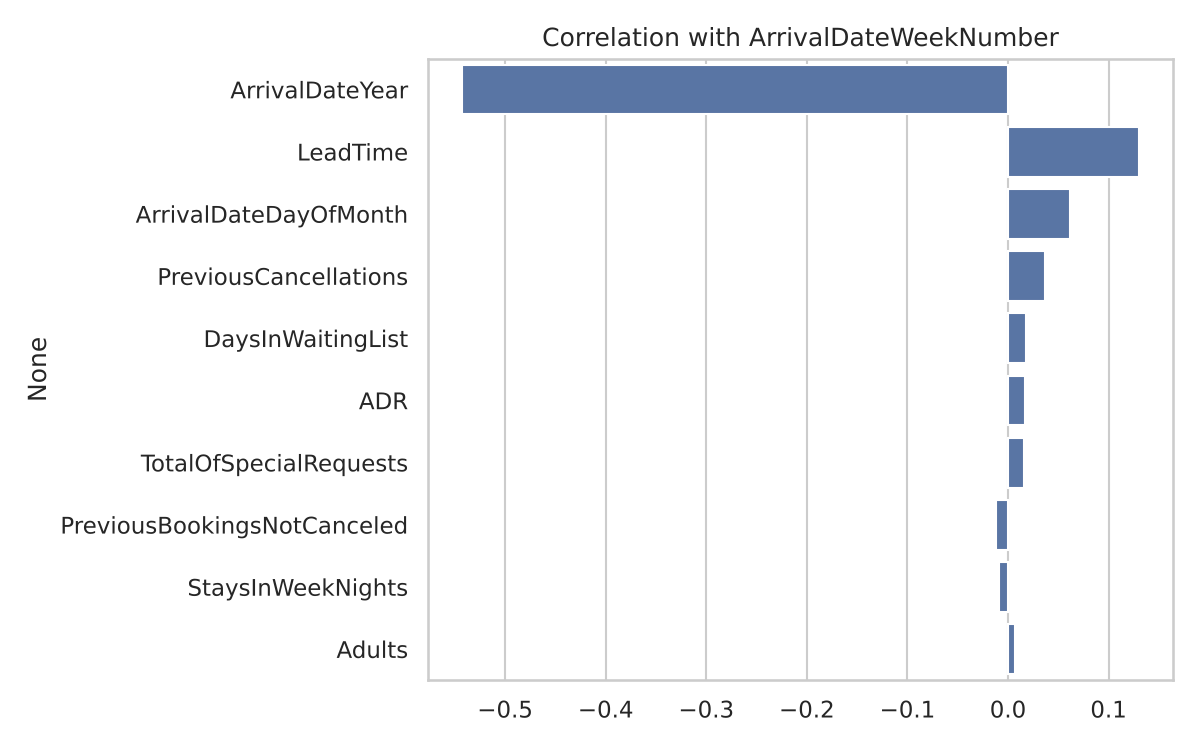 Correlation with ArrivalDateWeekNumber
ArrivalDateYear
LeadTime
ArrivalDateDayOfMonth
PreviousCancellations
DaysInWaitingList
ADR
TotalOfSpecialRequests
PreviousBookingsNotCanceled
StaysInWeekNights
Adults
None
−0.5 −0.4 −0.3 −0.2 −0.1 0.0 0.1